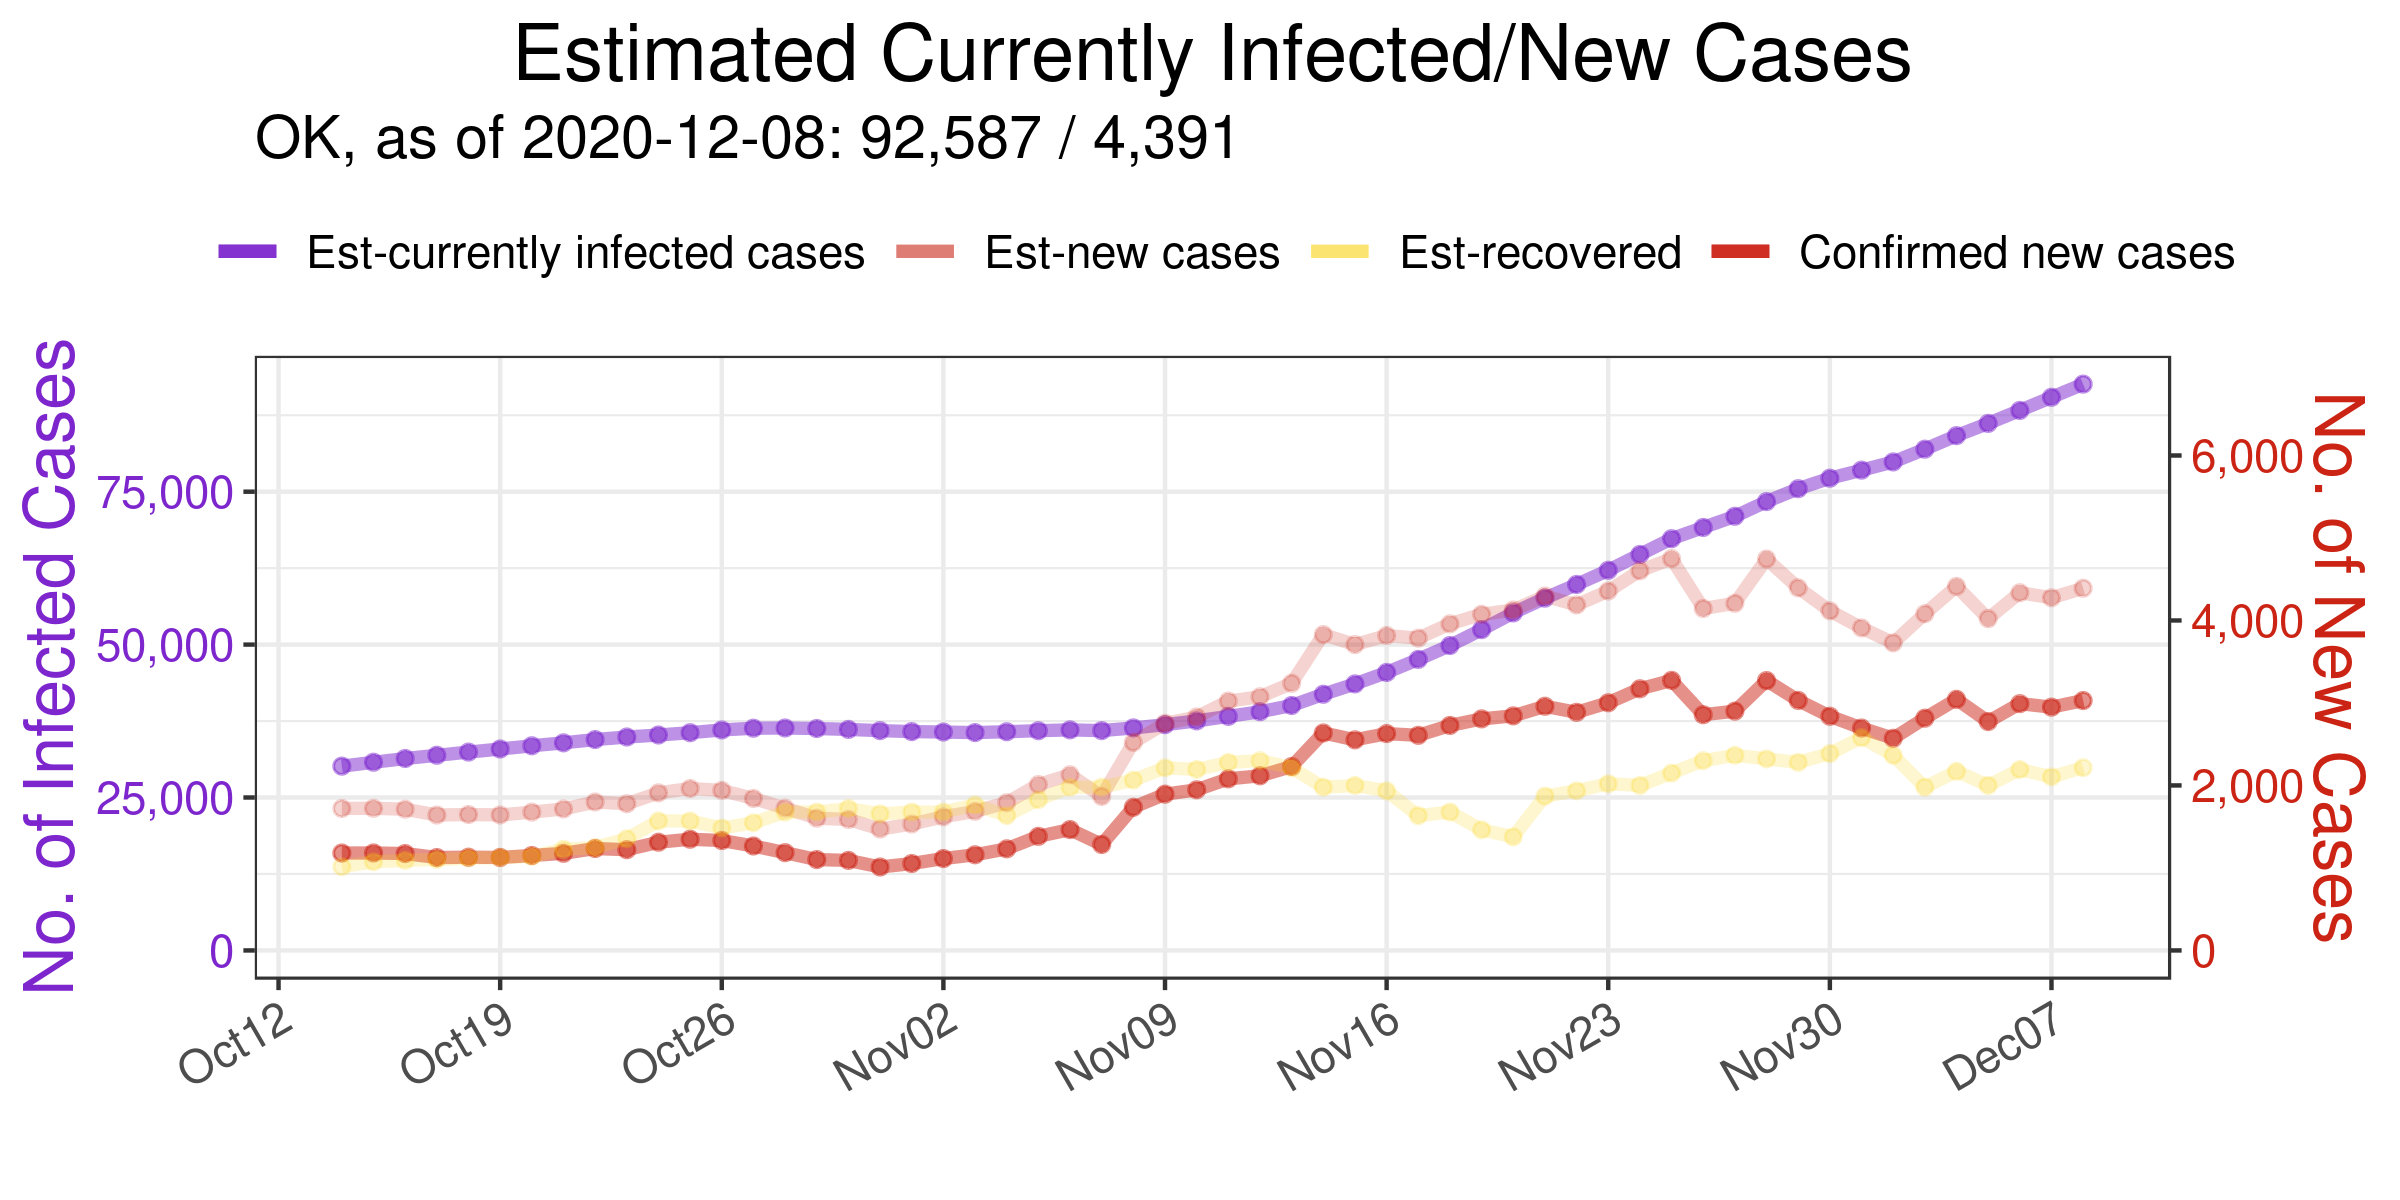 Estimated Currently Infected/New Cases
OK, as of 2020-12-08: 92,587 / 4,391
Est-currently infected cases Est-new cases Est-recovered Confirmed new cases
No. of Infected Cases
75,000
50,000
25,000
0
6,000
4,000
2,000
0
No. of New Cases
Oct12 Oct19 Oct26 Nov02 Nov09 Nov16 Nov23 Nov30 Dec07